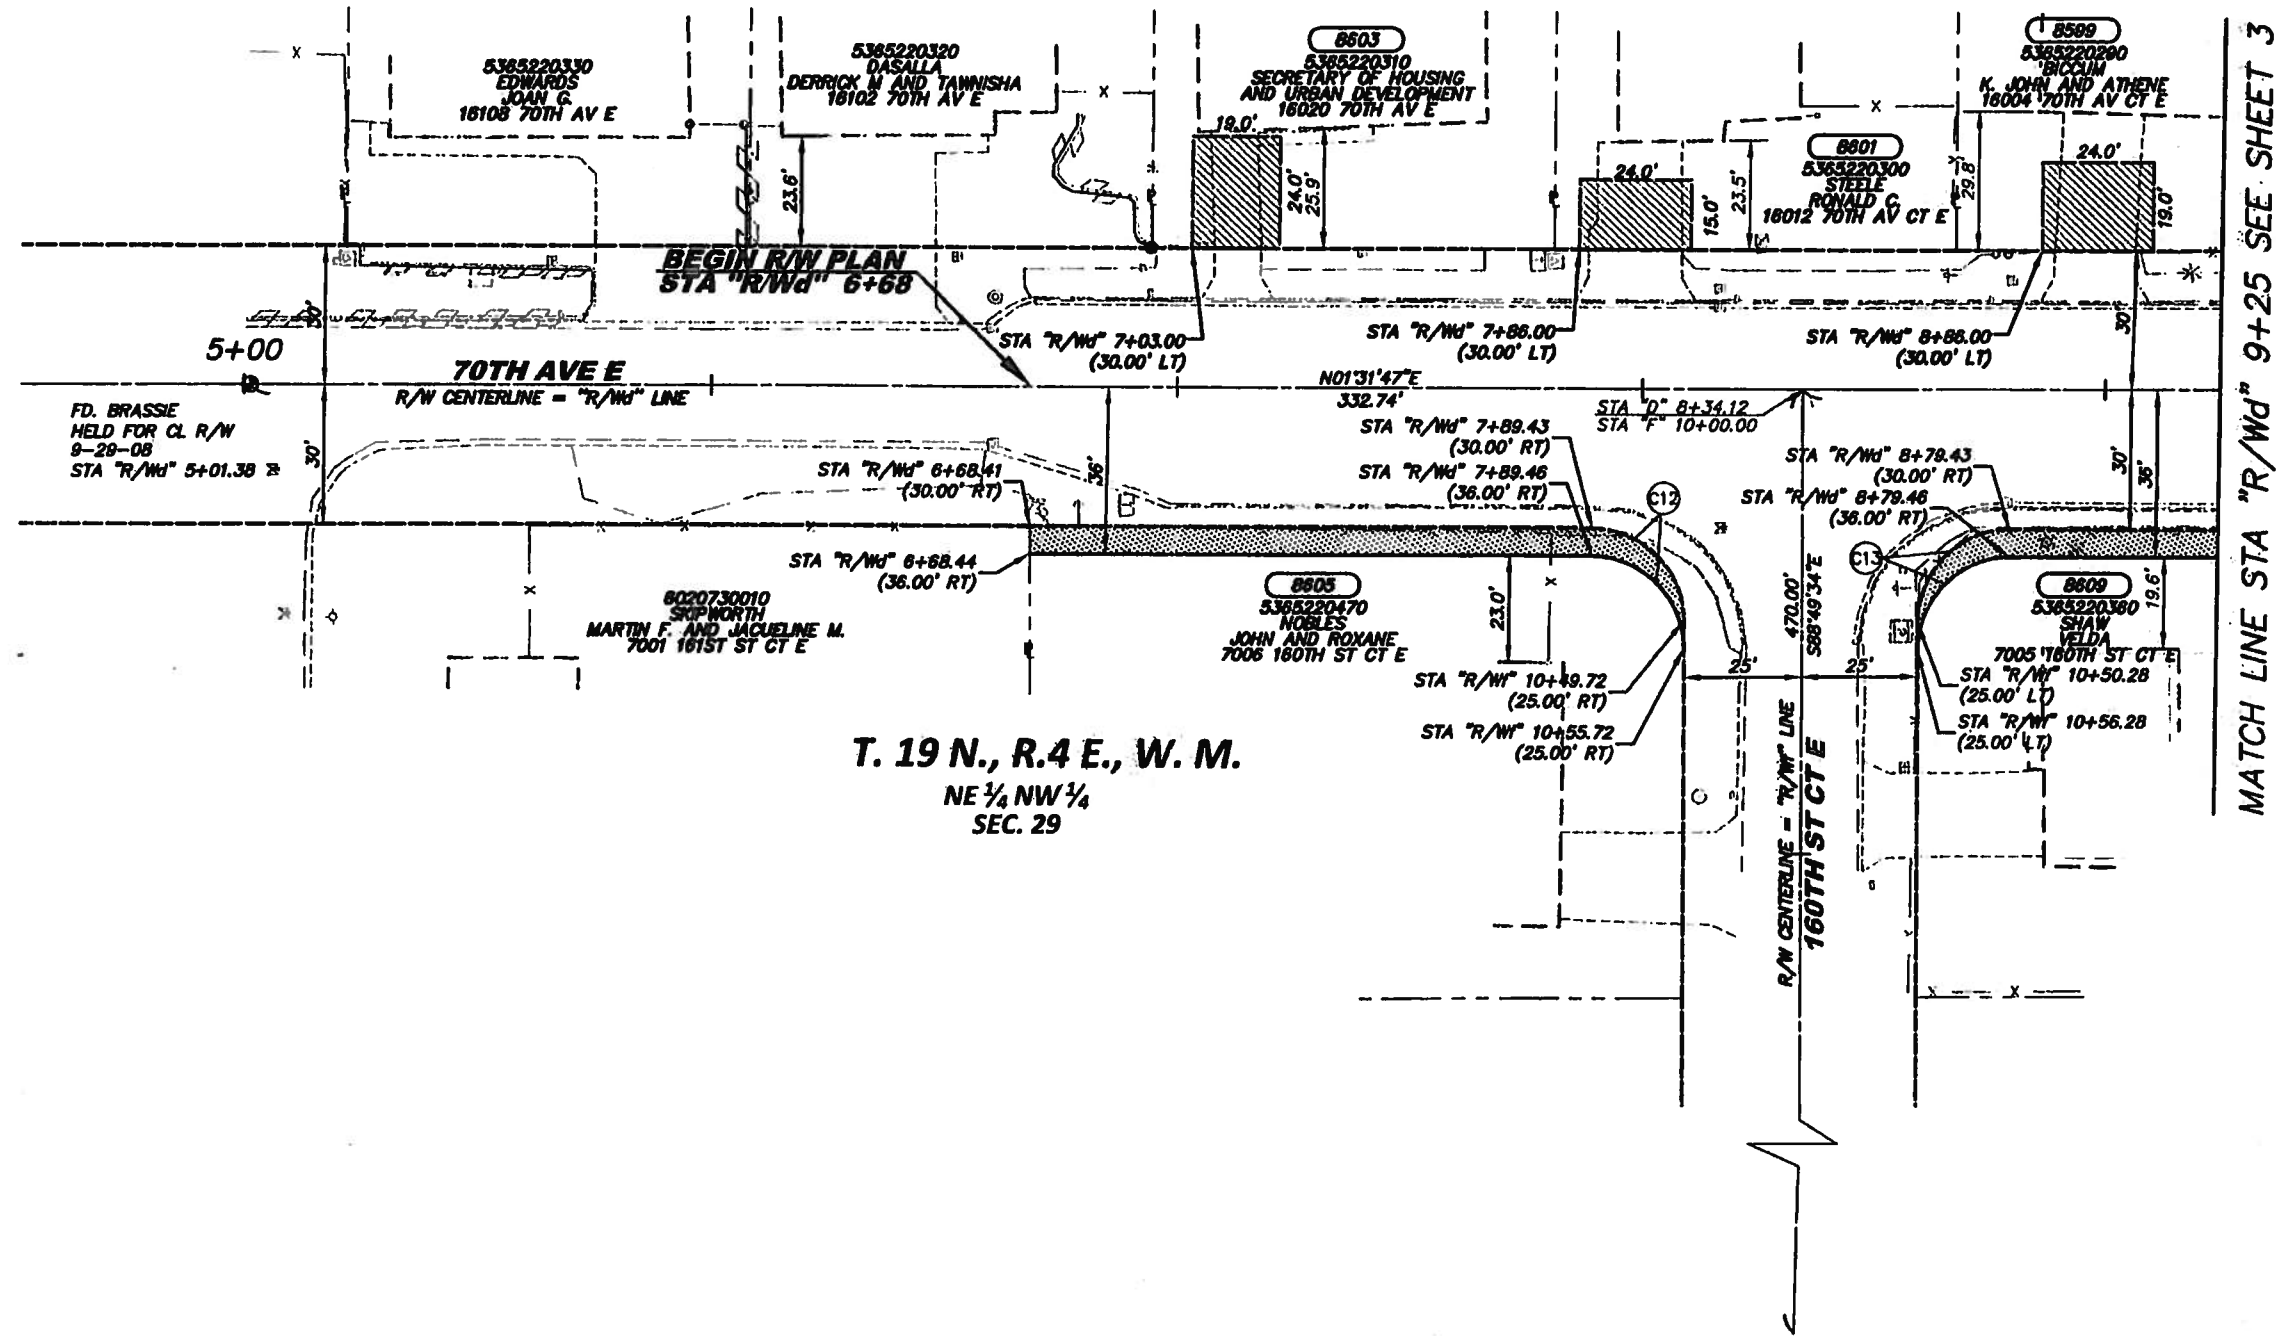 8603
8599
5365220330
EDWARDS
JOAN G.
16108 70TH AV E
5365220320
DASALLA
DERRICK M AND TAWNISHA
16102 70TH AV E
5365220310
SECRETARY OF HOUSING
AND URBAN DEVELOPMENT
16020 70TH AV E
5365220290
BICCUM
K. JOHN AND ATHENE
16004 70TH AV CT E
8601
5365220300
STEELE
RONALD C.
16012 70TH AV CT E
23.6'
19.0'
24.0'
25.9'
24.0'
15.0'
23.5'
29.8'
24.0'
19.0'
BEGIN R/W PLAN
STA "R/Wd" 6+68
30'
STA "R/Wd" 7+03.00
(30.00' LT)
STA "R/Wd" 7+86.00
(30.00' LT)
STA "R/Wd" 8+86.00
(30.00' LT)
30'
5+00
70TH AVE E
R/W CENTERLINE = "R/Wd" LINE
N01°31'47"E
332.74'
FD. BRASSIE
HELD FOR CL R/W
9-29-08
STA "R/Wd" 5+01.38
30'
36'
STA "R/Wd" 6+68.41
(30.00' RT)
STA "R/Wd" 7+89.43
(30.00' RT)
STA "R/Wd" 7+89.46
(36.00' RT)
STA "D" 8+34.12
STA "F" 10+00.00
STA "R/Wd" 8+79.43
(30.00' RT)
STA "R/Wd" 8+79.46
(36.00' RT)
30'
36'
C12
C13
STA "R/Wd" 6+68.44
(36.00' RT)
6020730010
SKIPWORTH
MARTIN F. AND JACUELINE M.
7001 161ST ST CT E
8605
5365220470
NOBLES
JOHN AND ROXANE
7006 160TH ST CT E
23.0'
470.00'
S88°49'34"E
8609
5365220360
SHAW
VELDA
7005 160TH ST CT E
19.6'
25'
25'
STA "R/Wf" 10+49.72
(25.00' RT)
STA "R/Wf" 10+55.72
(25.00' RT)
STA "R/Wf" 10+50.28
(25.00' LT)
STA "R/Wf" 10+56.28
(25.00' LT)
R/W CENTERLINE = "R/Wf" LINE
160TH ST CT E
T. 19 N., R.4 E., W. M.
NE ¼ NW ¼
SEC. 29
MATCH LINE STA "R/Wd" 9+25 SEE SHEET 3